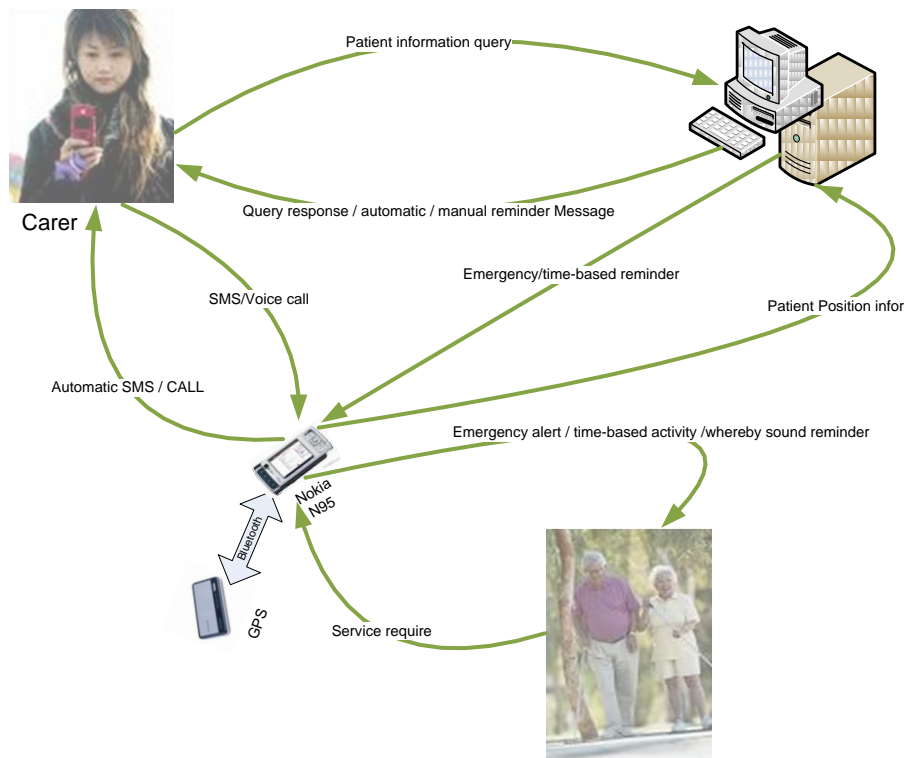 Patient information query
Carer
Query response / automatic / manual reminder Message
Emergency/time-based reminder
SMS/Voice call
Patient Position infor
Automatic SMS / CALL
Emergency alert / time-based activity /whereby sound reminder
Nokia
N95
Bluetooth
GPS
Service require